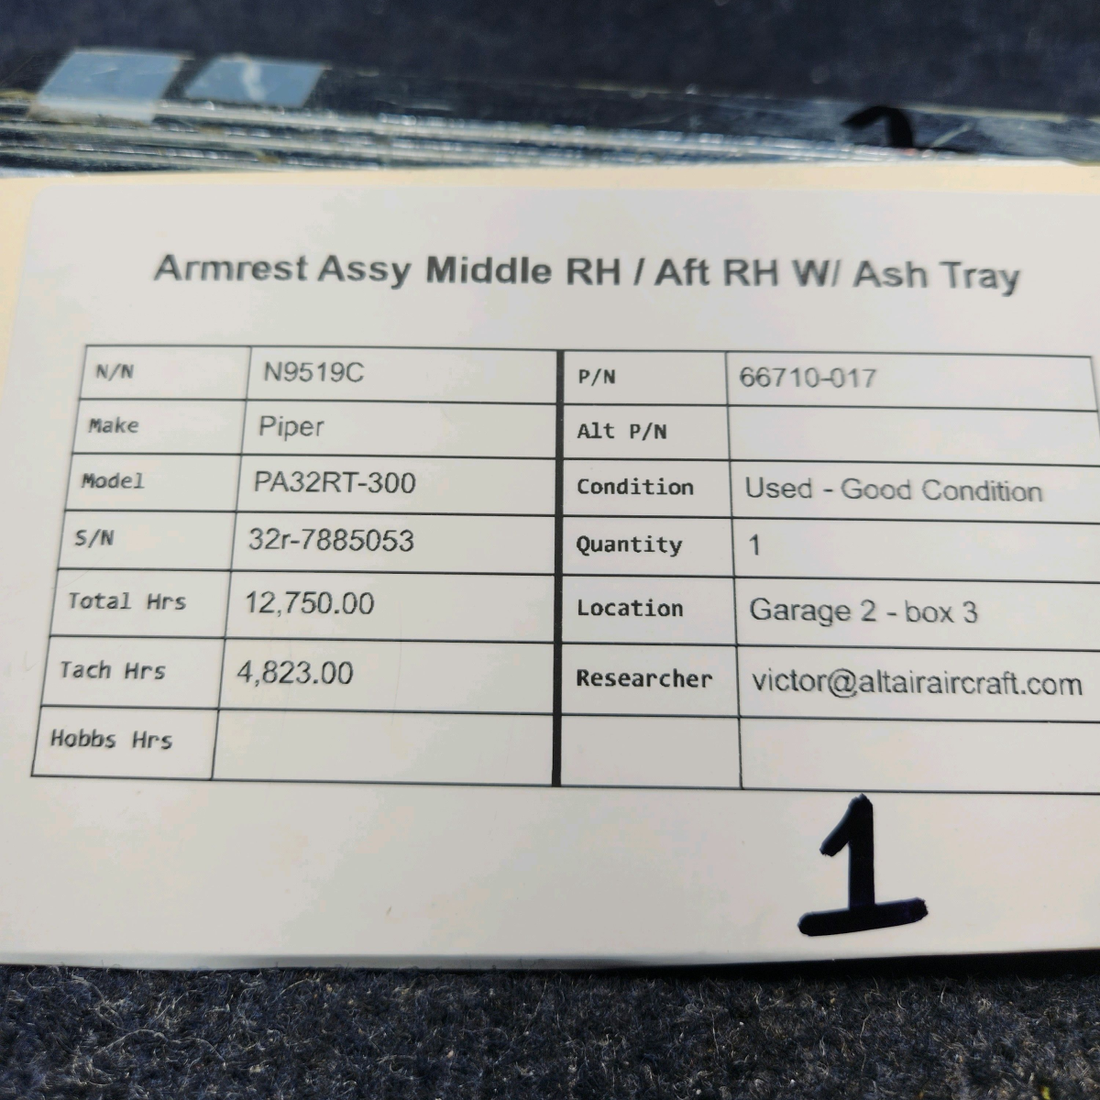 Armrest Assy Middle RH / Aft RH W/ Ash Tray
N/N N9519C P/N 66710-017
Make Piper Alt P/N
Model PA32RT-300 Condition Used - Good Condition
S/N 32r-7885053 Quantity 1
Total Hrs 12,750.00 Location Garage 2 - box 3
Tach Hrs 4,823.00 Researcher victor@altairaircraft.com
Hobbs Hrs
1